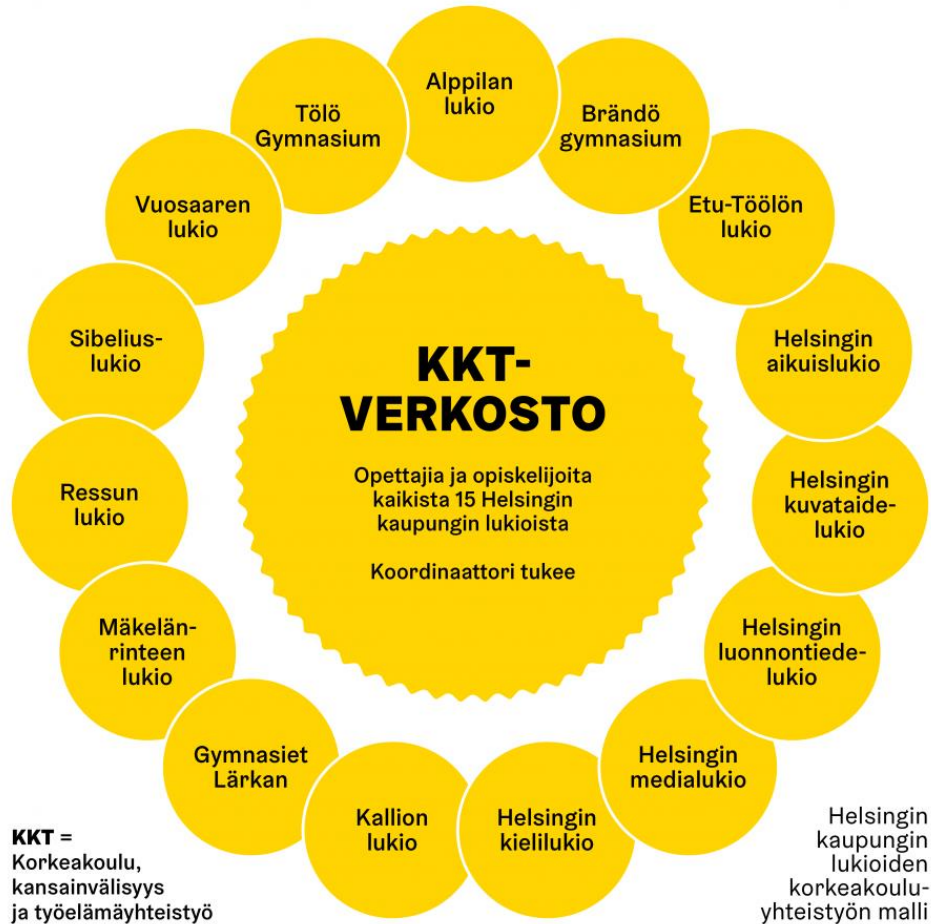 Alppilan
lukio
Brändö
gymnasium
Etu-Töölön
lukio
Helsingin
aikuislukio
Helsingin
kuvataide-
lukio
Helsingin
luonnontiede-
lukio
Helsingin
medialukio
Helsingin
kielilukio
Kallion
lukio
Gymnasiet
Lärkan
Mäkelän-
rinteen
lukio
Ressun
lukio
Sibelius-
lukio
Vuosaaren
lukio
Tölö
Gymnasium
KKT-
VERKOSTO
Opettajia ja opiskelijoita
kaikista 15 Helsingin
kaupungin lukioista
Koordinaattori tukee
KKT =
Korkeakoulu,
kansainvälisyys
ja työelämäyhteistyö
Helsingin
kaupungin
lukioiden
korkeakoulu-
yhteistyön malli